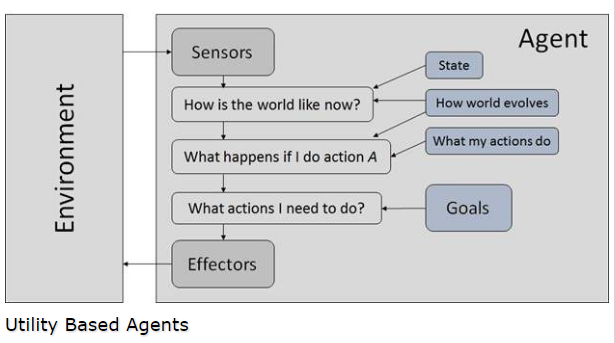 Agent
Environment
Sensors
State
How is the world like now?
How world evolves
What my actions do
What happens if I do action A
What actions I need to do?
Goals
Effectors
Utility Based Agents